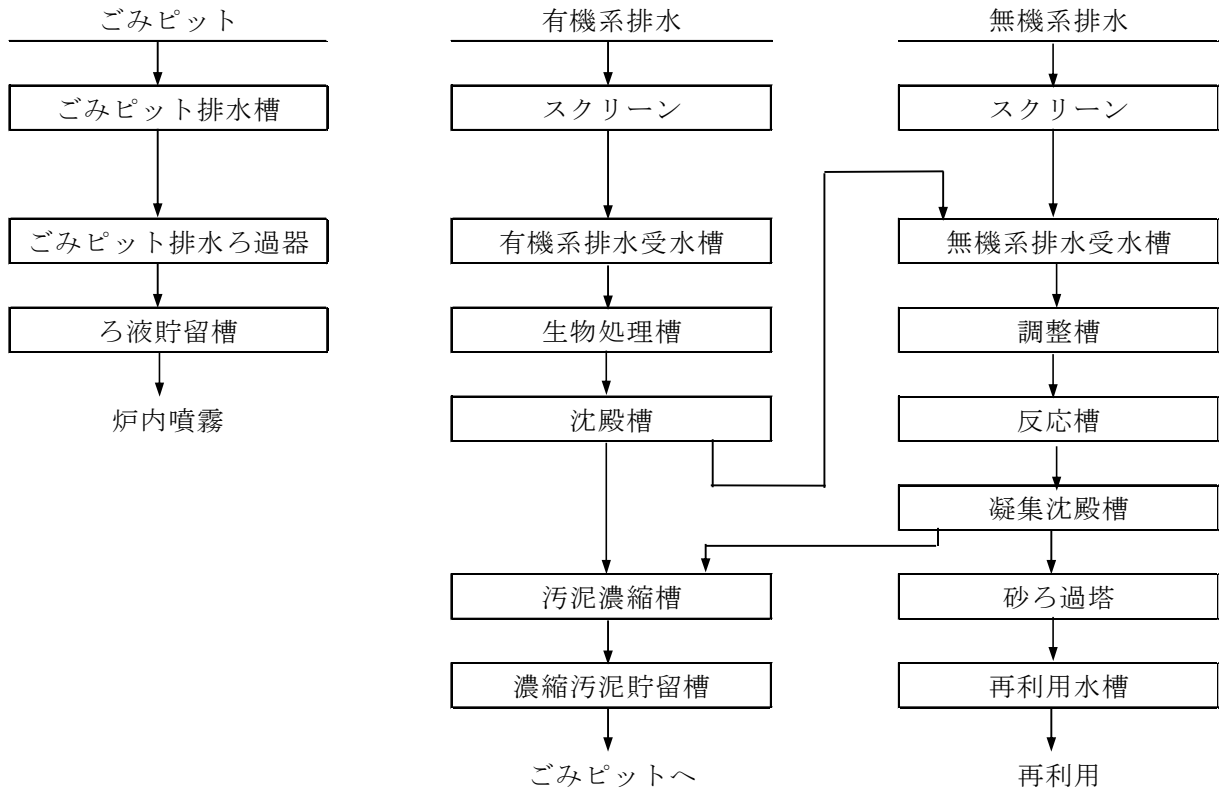 ごみピット
ごみピット排水槽
ごみピット排水ろ過器
ろ液貯留槽
炉内噴霧
有機系排水
スクリーン
有機系排水受水槽
生物処理槽
沈殿槽
汚泥濃縮槽
濃縮汚泥貯留槽
ごみピットへ
無機系排水
スクリーン
無機系排水受水槽
調整槽
反応槽
凝集沈殿槽
砂ろ過塔
再利用水槽
再利用